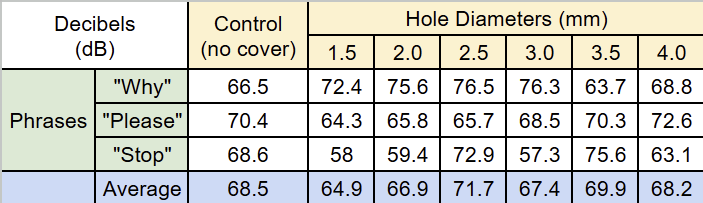 Decibels (dB) Control (no cover) Hole Diameters (mm)
1.5 2.0 2.5 3.0 3.5 4.0
Phrases "Why" 66.5 72.4 75.6 76.5 76.3 63.7 68.8
"Please" 70.4 64.3 65.8 65.7 68.5 70.3 72.6
"Stop" 68.6 58 59.4 72.9 57.3 75.6 63.1
Average 68.5 64.9 66.9 71.7 67.4 69.9 68.2